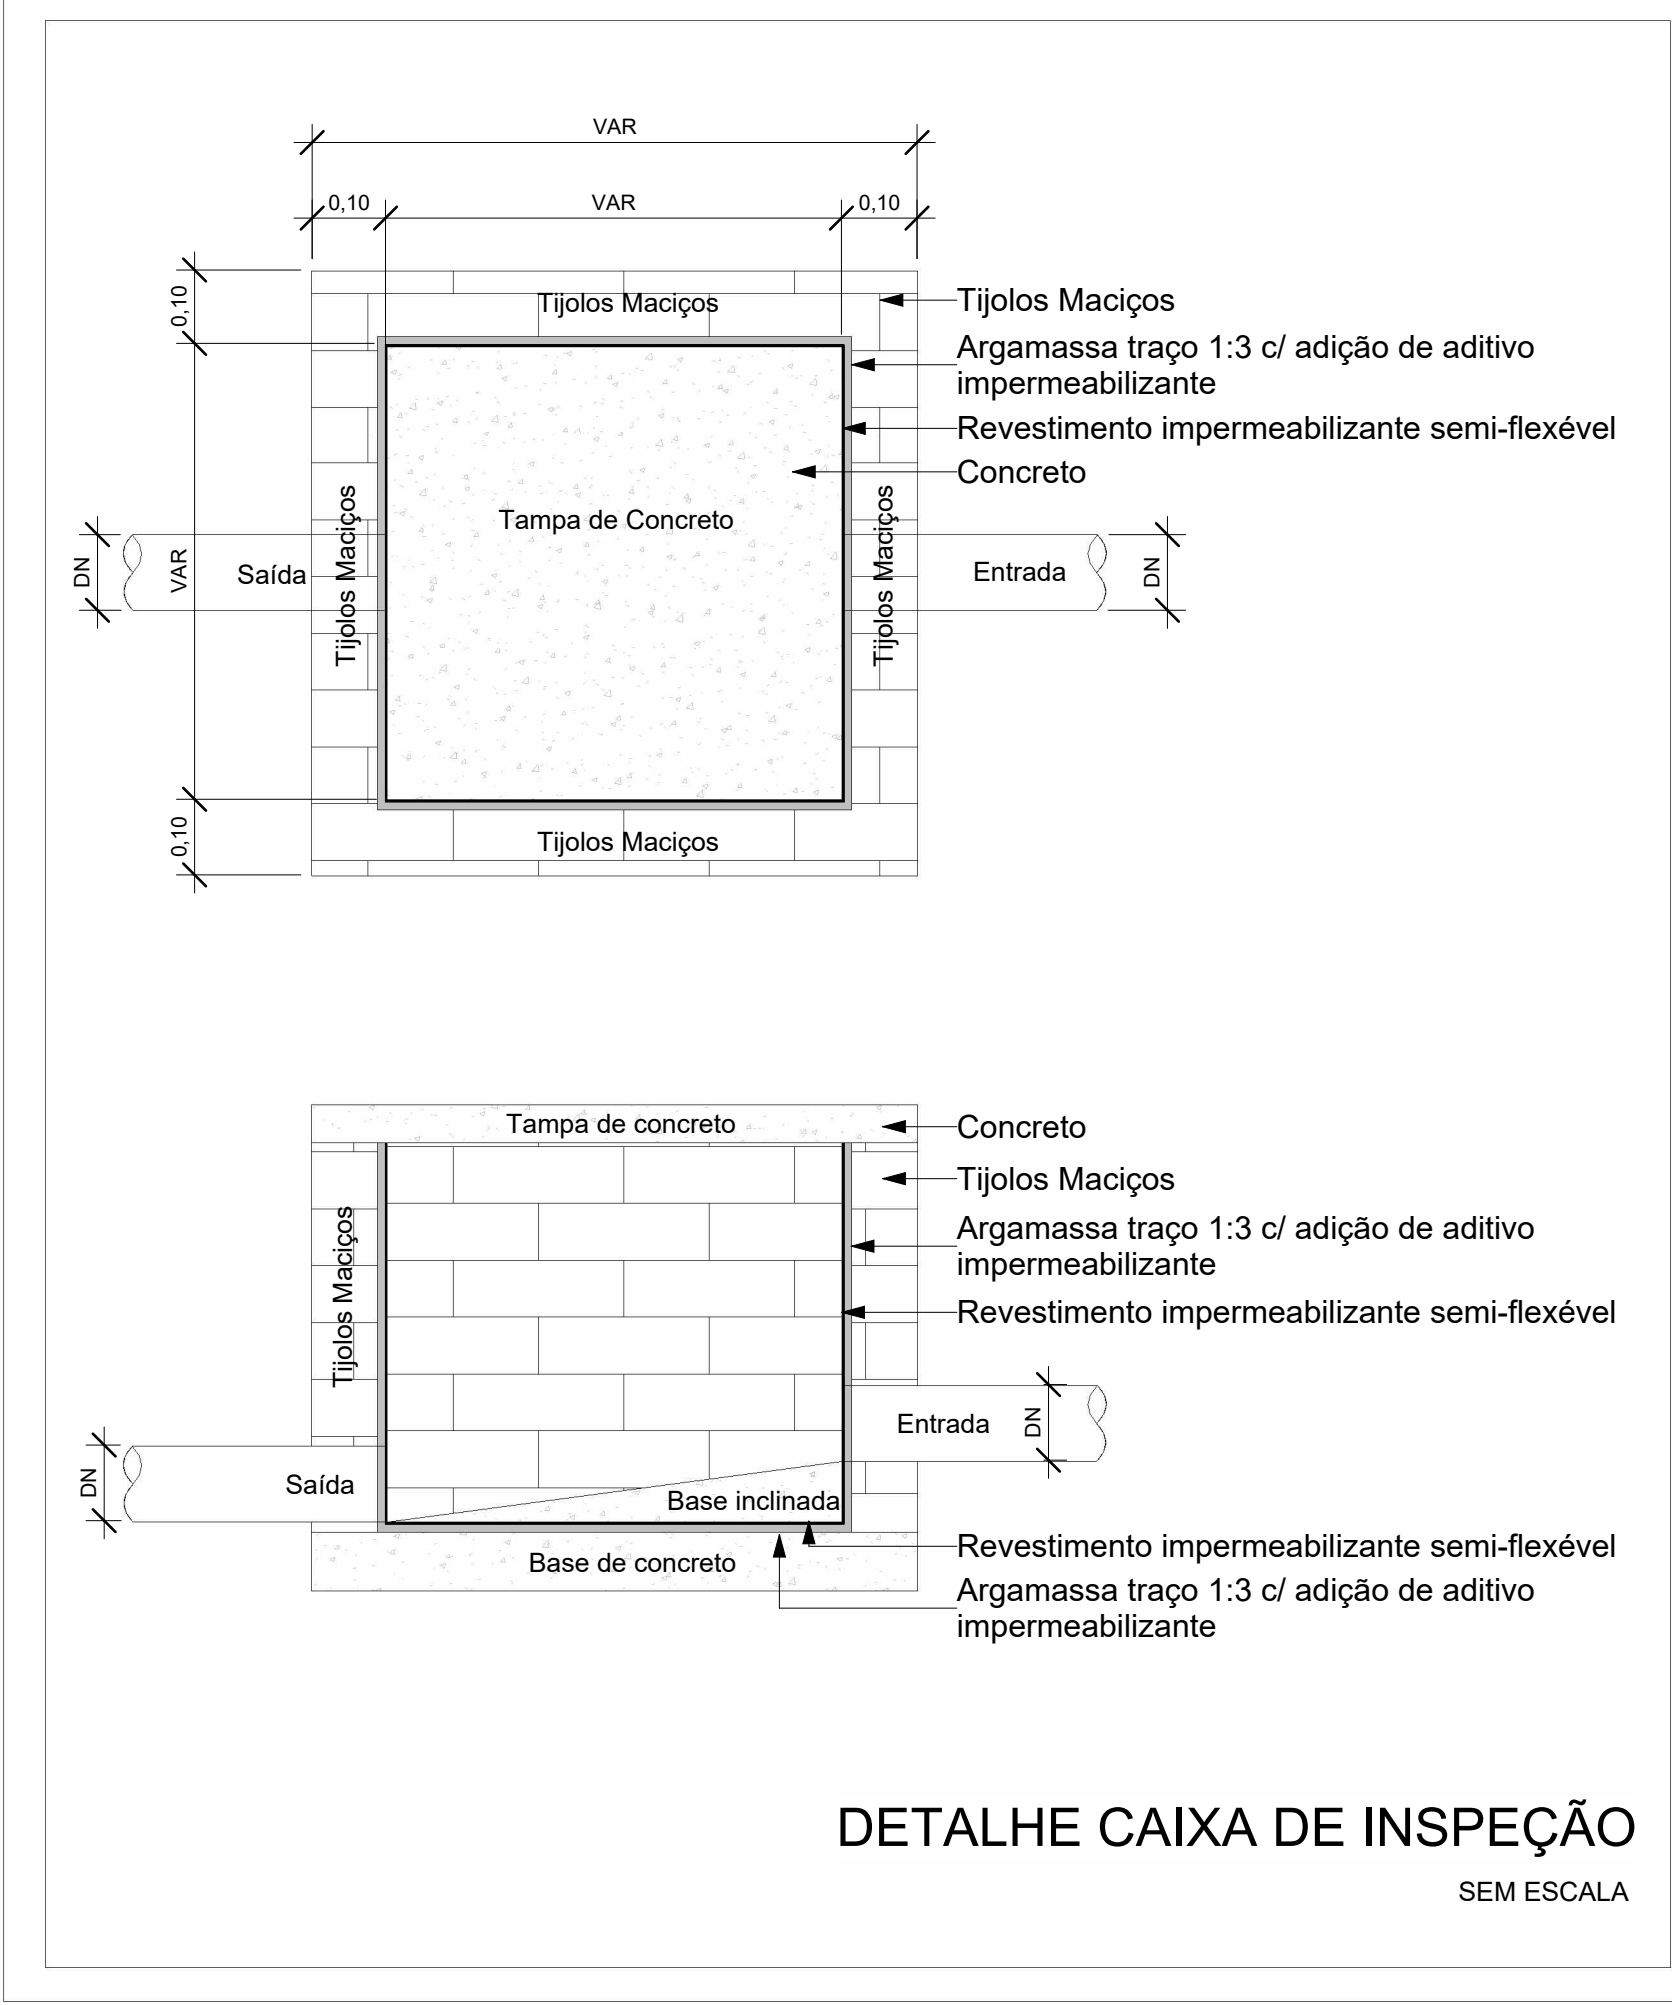 VAR
0,10
VAR
0,10
0,10
Tijolos Maciços
Tijolos Maciços
Argamassa traço 1:3 c/ adição de aditivo
impermeabilizante
Revestimento impermeabilizante semi-flexével
Concreto
Tampa de Concreto
Tijolos Maciços
Tijolos Maciços
DN
VAR
Saída
Entrada
DN
0,10
Tijolos Maciços
Tampa de concreto
Concreto
Tijolos Maciços
Tijolos Maciços
Argamassa traço 1:3 c/ adição de aditivo
impermeabilizante
Revestimento impermeabilizante semi-flexével
Entrada
DN
DN
Saída
Base inclinada
Base de concreto
Revestimento impermeabilizante semi-flexével
Argamassa traço 1:3 c/ adição de aditivo
impermeabilizante
DETALHE CAIXA DE INSPEÇÃO
SEM ESCALA